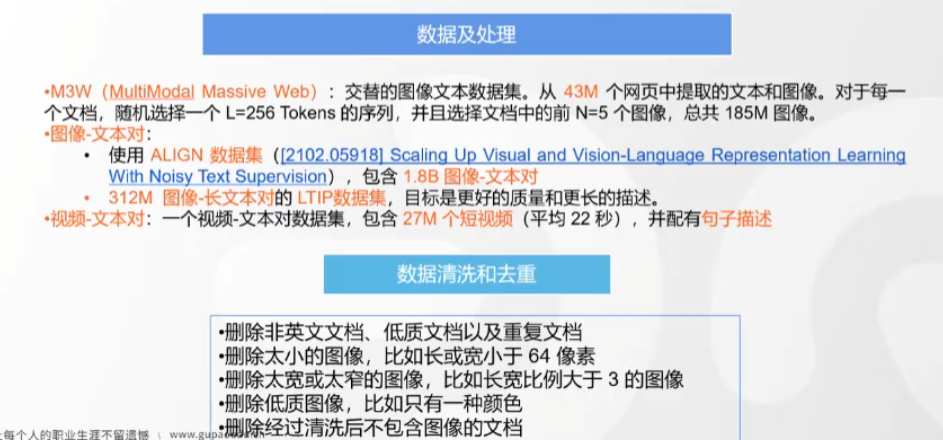 数据及处理
•M3W（MultiModal Massive Web）：交替的图像文本数据集。从 43M 个网页中提取的文本和图像。对于每一
个文档，随机选择一个 L=256 Tokens 的序列，并且选择文档中的前 N=5 个图像，总共 185M 图像。
•图像-文本对：
• 使用 ALIGN 数据集（[2102.05918] Scaling Up Visual and Vision-Language Representation Learning
With Noisy Text Supervision），包含 1.8B 图像-文本对
• 312M 图像-长文本对的 LTIP数据集，目标是更好的质量和更长的描述。
•视频-文本对：一个视频-文本对数据集，包含 27M 个短视频（平均 22 秒），并配有句子描述
数据清洗和去重
•删除非英文文档、低质文档以及重复文档
•删除太小的图像，比如长或宽小于 64 像素
•删除太宽或太窄的图像，比如长宽比例大于 3 的图像
•删除低质图像，比如只有一种颜色
•删除经过清洗后不包含图像的文档
每个人的职业生涯不留遗憾 \ www.gupao